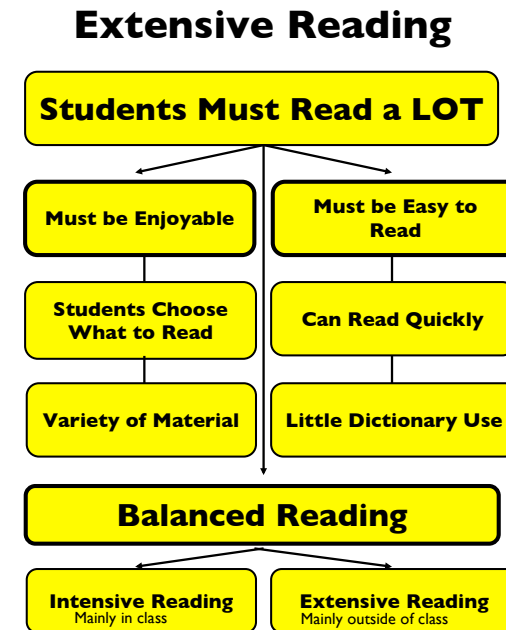 Extensive Reading
Students Must Read a LOT
Must be Enjoyable
Must be Easy to
Read
Students Choose
What to Read
Can Read Quickly
Variety of Material
Little Dictionary Use
Balanced Reading
Intensive Reading
Mainly in class
Extensive Reading
Mainly outside of class